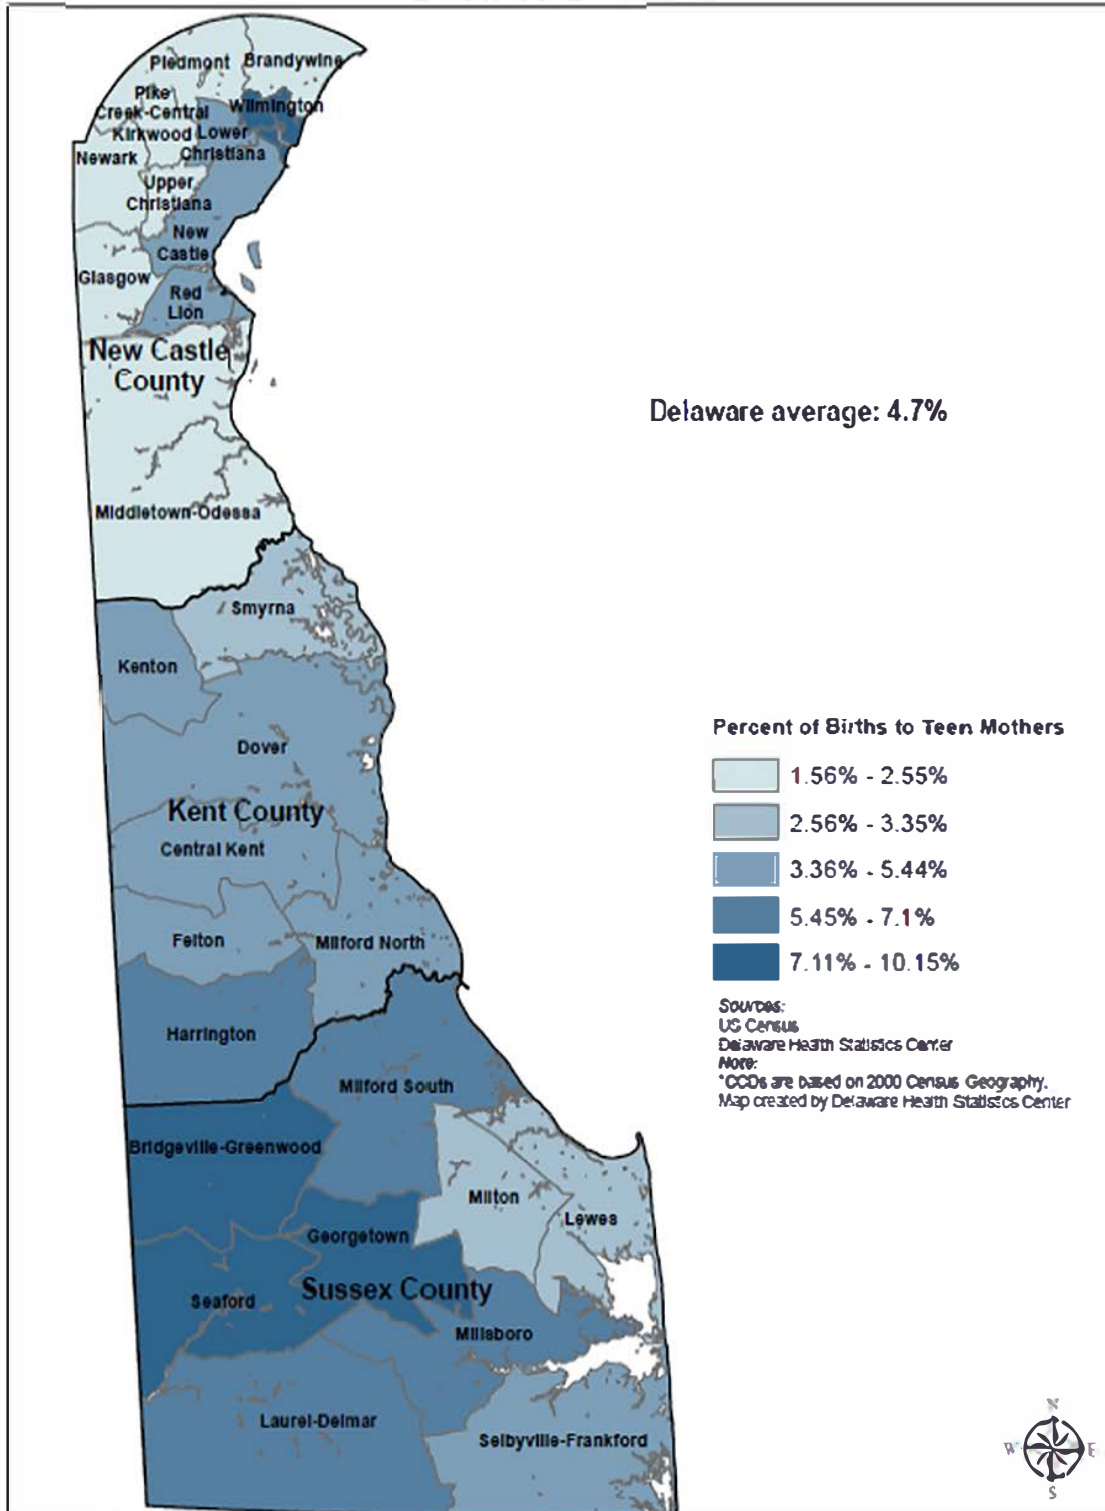 Piedmont
Brandywine
Pike
Creek-Central
Kirkwood
Wilmington
Lower
Christiana
Newark
Upper
Christiana
New
Castle
Glasgow
Red
Lion
New Castle
County
Delaware average: 4.7%
Middletown-Odessa
Smyrna
Kenton
Dover
Kent County
Central Kent
Felton
Milford North
Harrington
Milford South
Bridgeville-Greenwood
Milton
Lewes
Georgetown
Sussex County
Seaford
Millsboro
Laurel-Delmar
Selbyville-Frankford
Percent of Births to Teen Mothers
1.56% - 2.55%
2.56% - 3.35%
3.36% - 5.44%
5.45% - 7.1%
7.11% - 10.15%
Sources:
US Census
Delaware Health Statistics Center
Note:
*CCDs are based on 2000 Census Geography.
Map created by Delaware Health Statistics Center
N
W
E
S